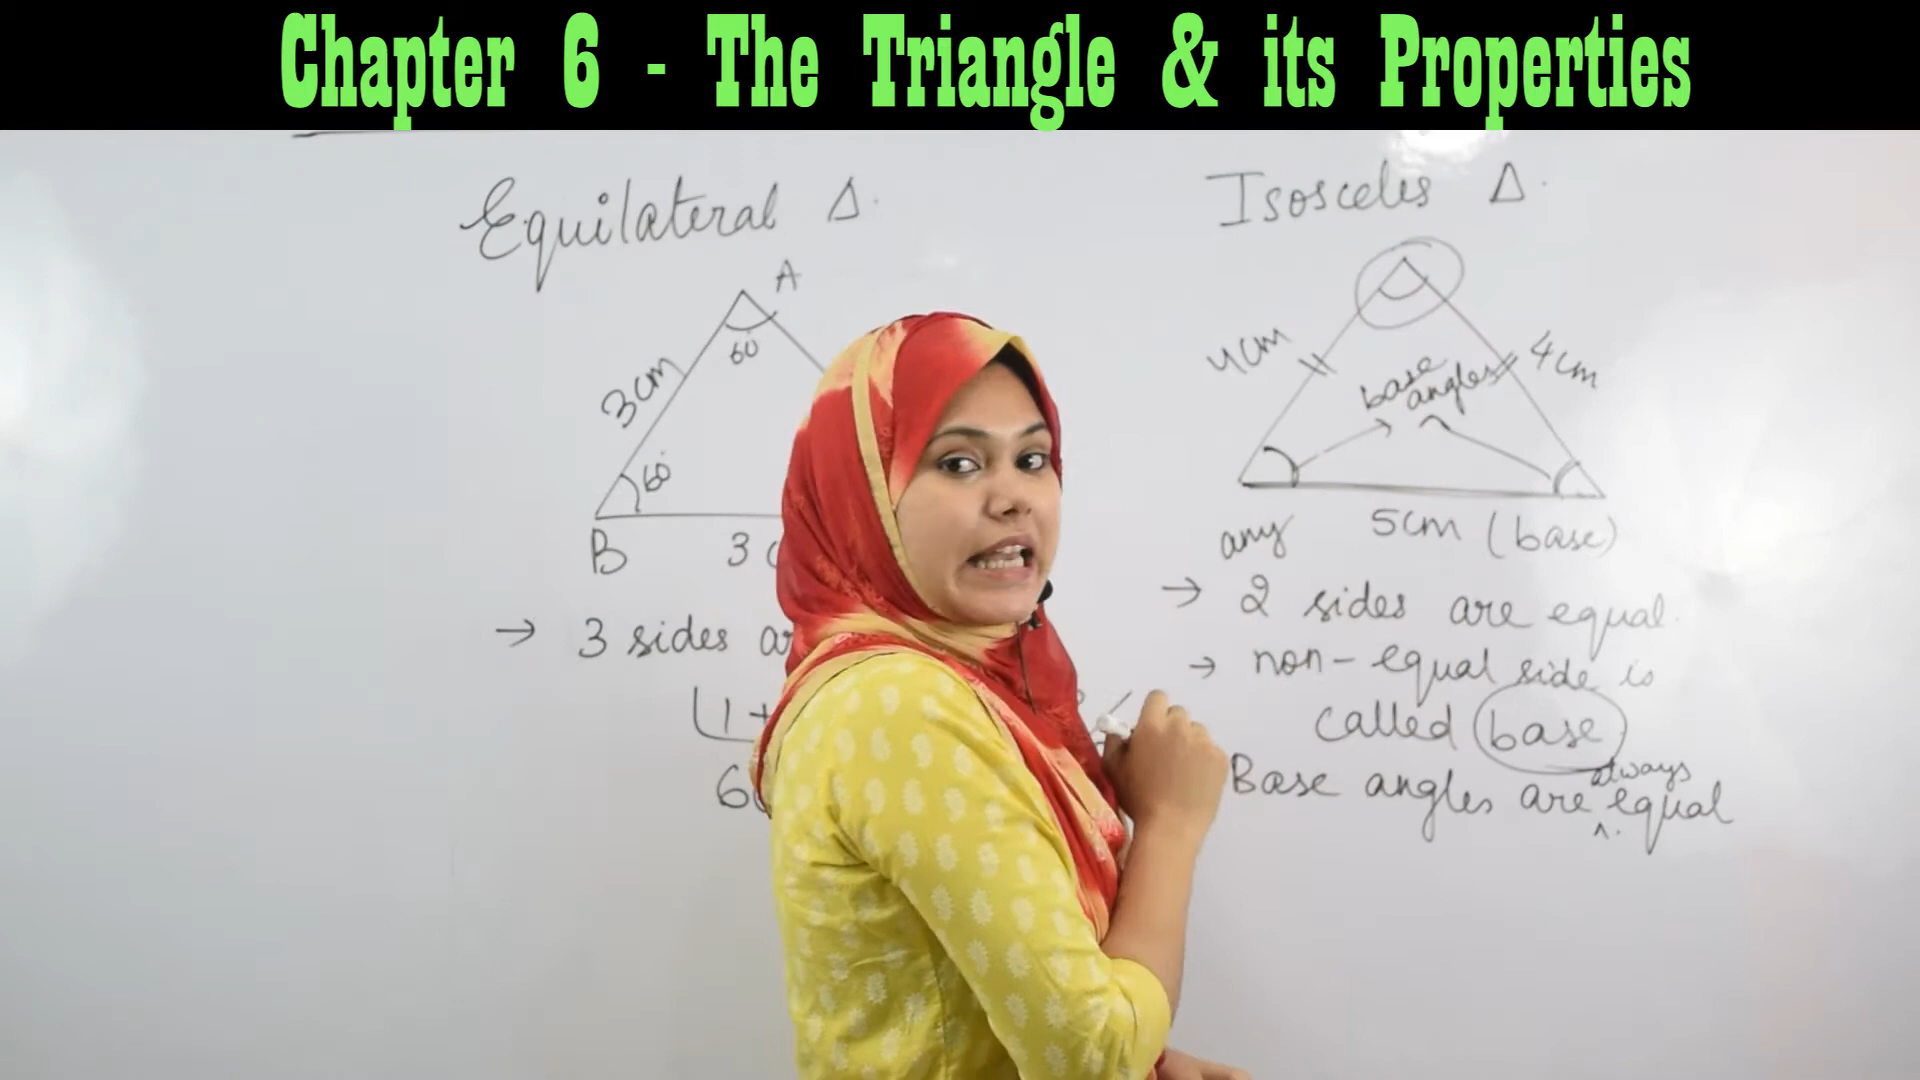 Chapter 6 - The Triangle & its Properties
Equilateral Δ.
A
60°
3cm
60°
B
3
→ 3 sides
Isosceles Δ.
4cm
4cm
base
angles
5cm (base)
any
→ 2 sides are equal.
→ non-equal side is
called base
always
Base angles are equal